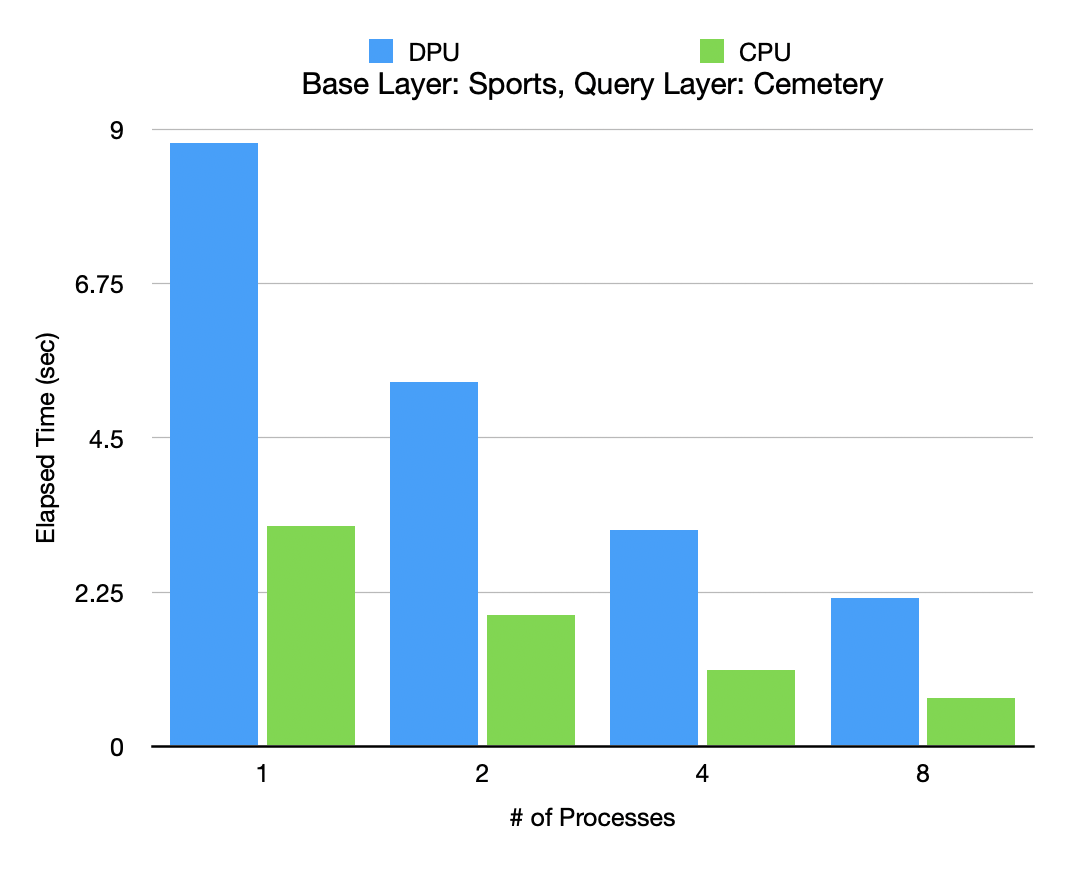 DPU CPU
Base Layer: Sports, Query Layer: Cemetery
9
6.75
4.5
2.25
0
Elapsed Time (sec)
1 2 4 8
# of Processes